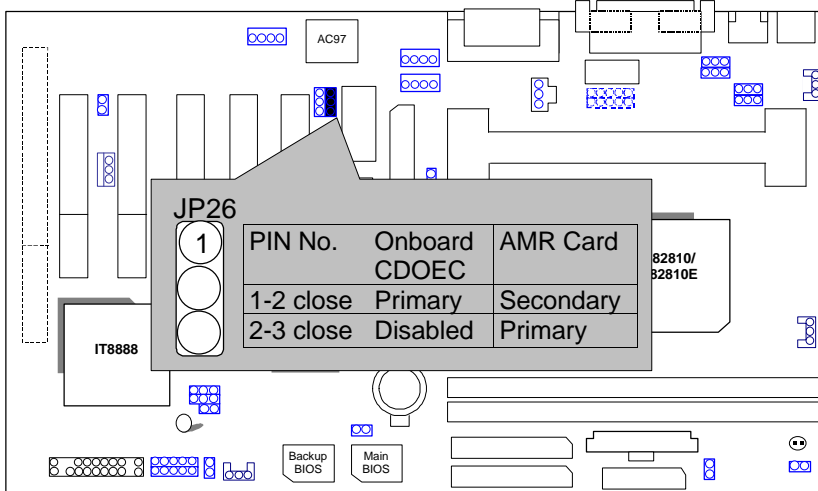 AC97
JP26
1
PIN No. Onboard CDOEC AMR Card
1-2 close Primary Secondary
2-3 close Disabled Primary
82810/
82810E
IT8888
Backup
BIOS
Main
BIOS